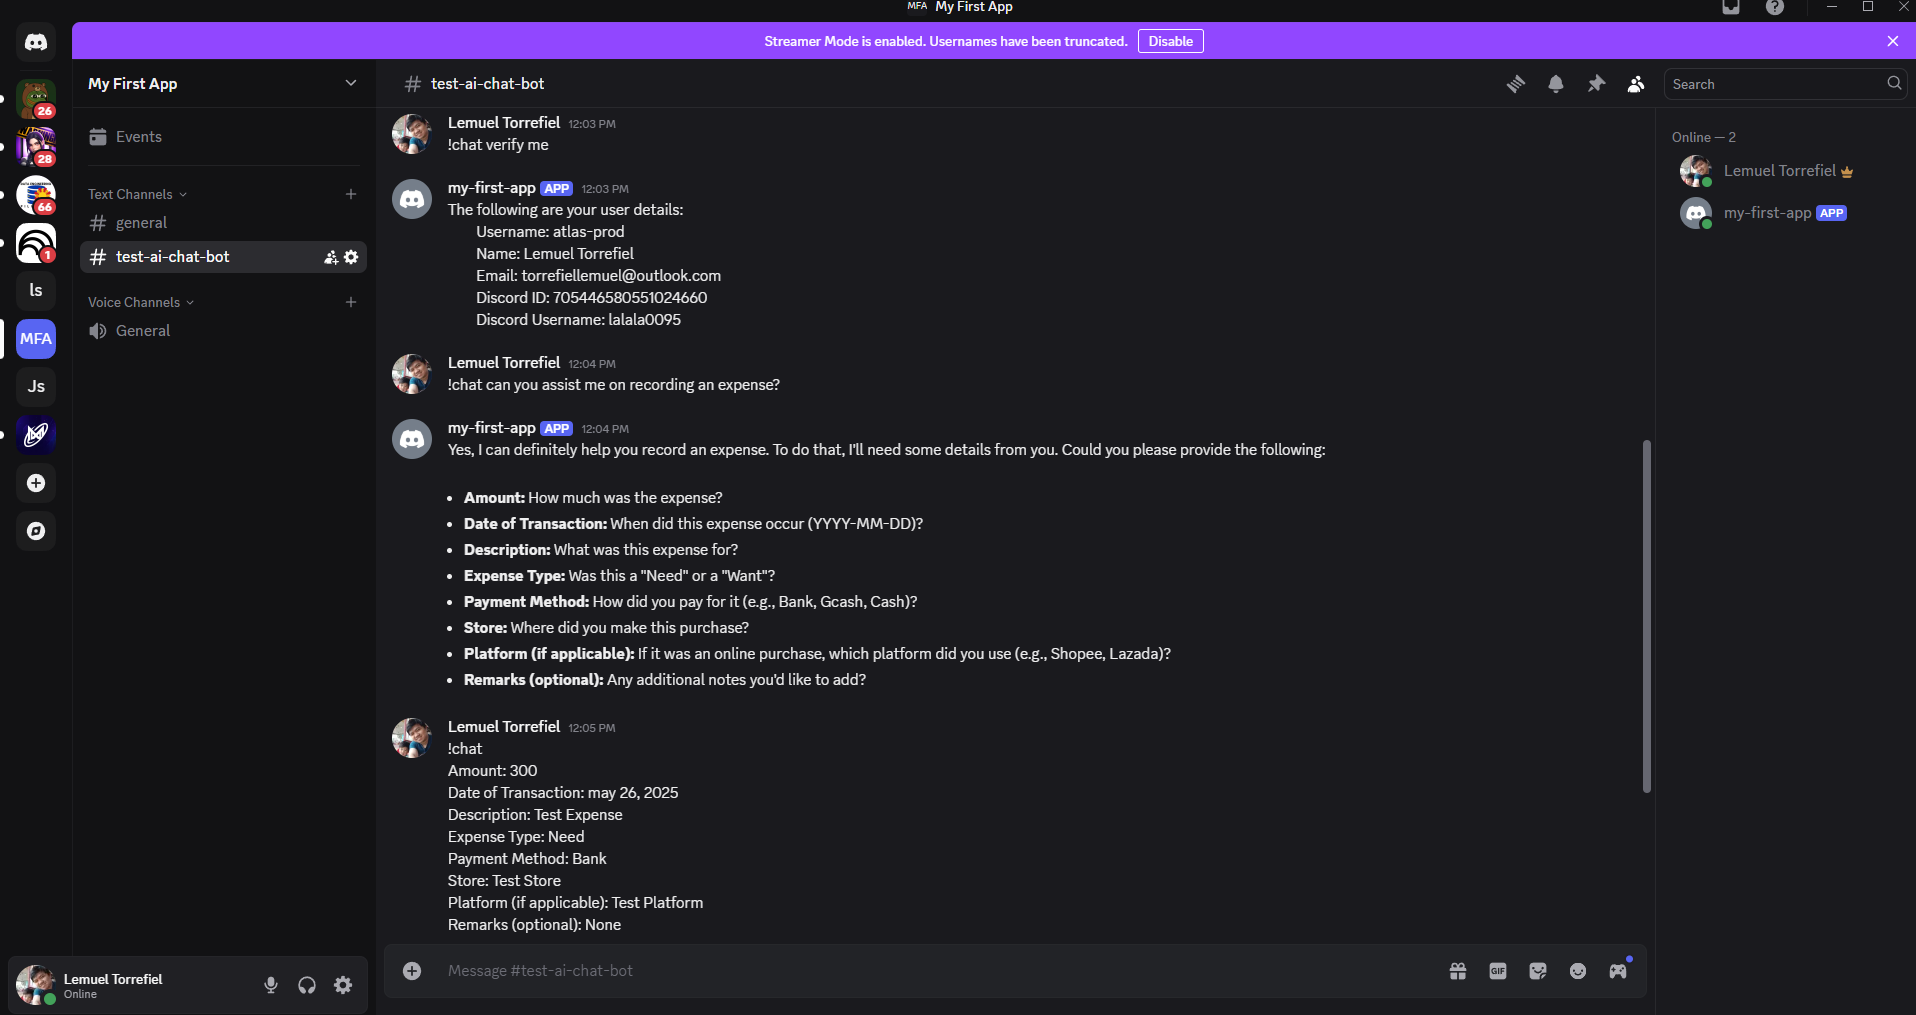 MFA My First App
Streamer Mode is enabled. Usernames have been truncated. Disable
My First App
Events
Text Channels
general
test-ai-chat-bot
Voice Channels
General
26
28
66
1
ls
MFA
Js
Lemuel Torrefiel
Online
test-ai-chat-bot
Search
Lemuel Torrefiel 12:03 PM
!chat verify me
my-first-app APP 12:03 PM
The following are your user details:
Username: atlas-prod
Name: Lemuel Torrefiel
Email: torrefiellemuel@outlook.com
Discord ID: 705446580551024660
Discord Username: lalala0095
Lemuel Torrefiel 12:04 PM
!chat can you assist me on recording an expense?
my-first-app APP 12:04 PM
Yes, I can definitely help you record an expense. To do that, I'll need some details from you. Could you please provide the following:
• Amount: How much was the expense?
• Date of Transaction: When did this expense occur (YYYY-MM-DD)?
• Description: What was this expense for?
• Expense Type: Was this a "Need" or a "Want"?
• Payment Method: How did you pay for it (e.g., Bank, Gcash, Cash)?
• Store: Where did you make this purchase?
• Platform (if applicable): If it was an online purchase, which platform did you use (e.g., Shopee, Lazada)?
• Remarks (optional): Any additional notes you'd like to add?
Lemuel Torrefiel 12:05 PM
!chat
Amount: 300
Date of Transaction: may 26, 2025
Description: Test Expense
Expense Type: Need
Payment Method: Bank
Store: Test Store
Platform (if applicable): Test Platform
Remarks (optional): None
Message #test-ai-chat-bot
GIF
Online — 2
Lemuel Torrefiel
my-first-app APP